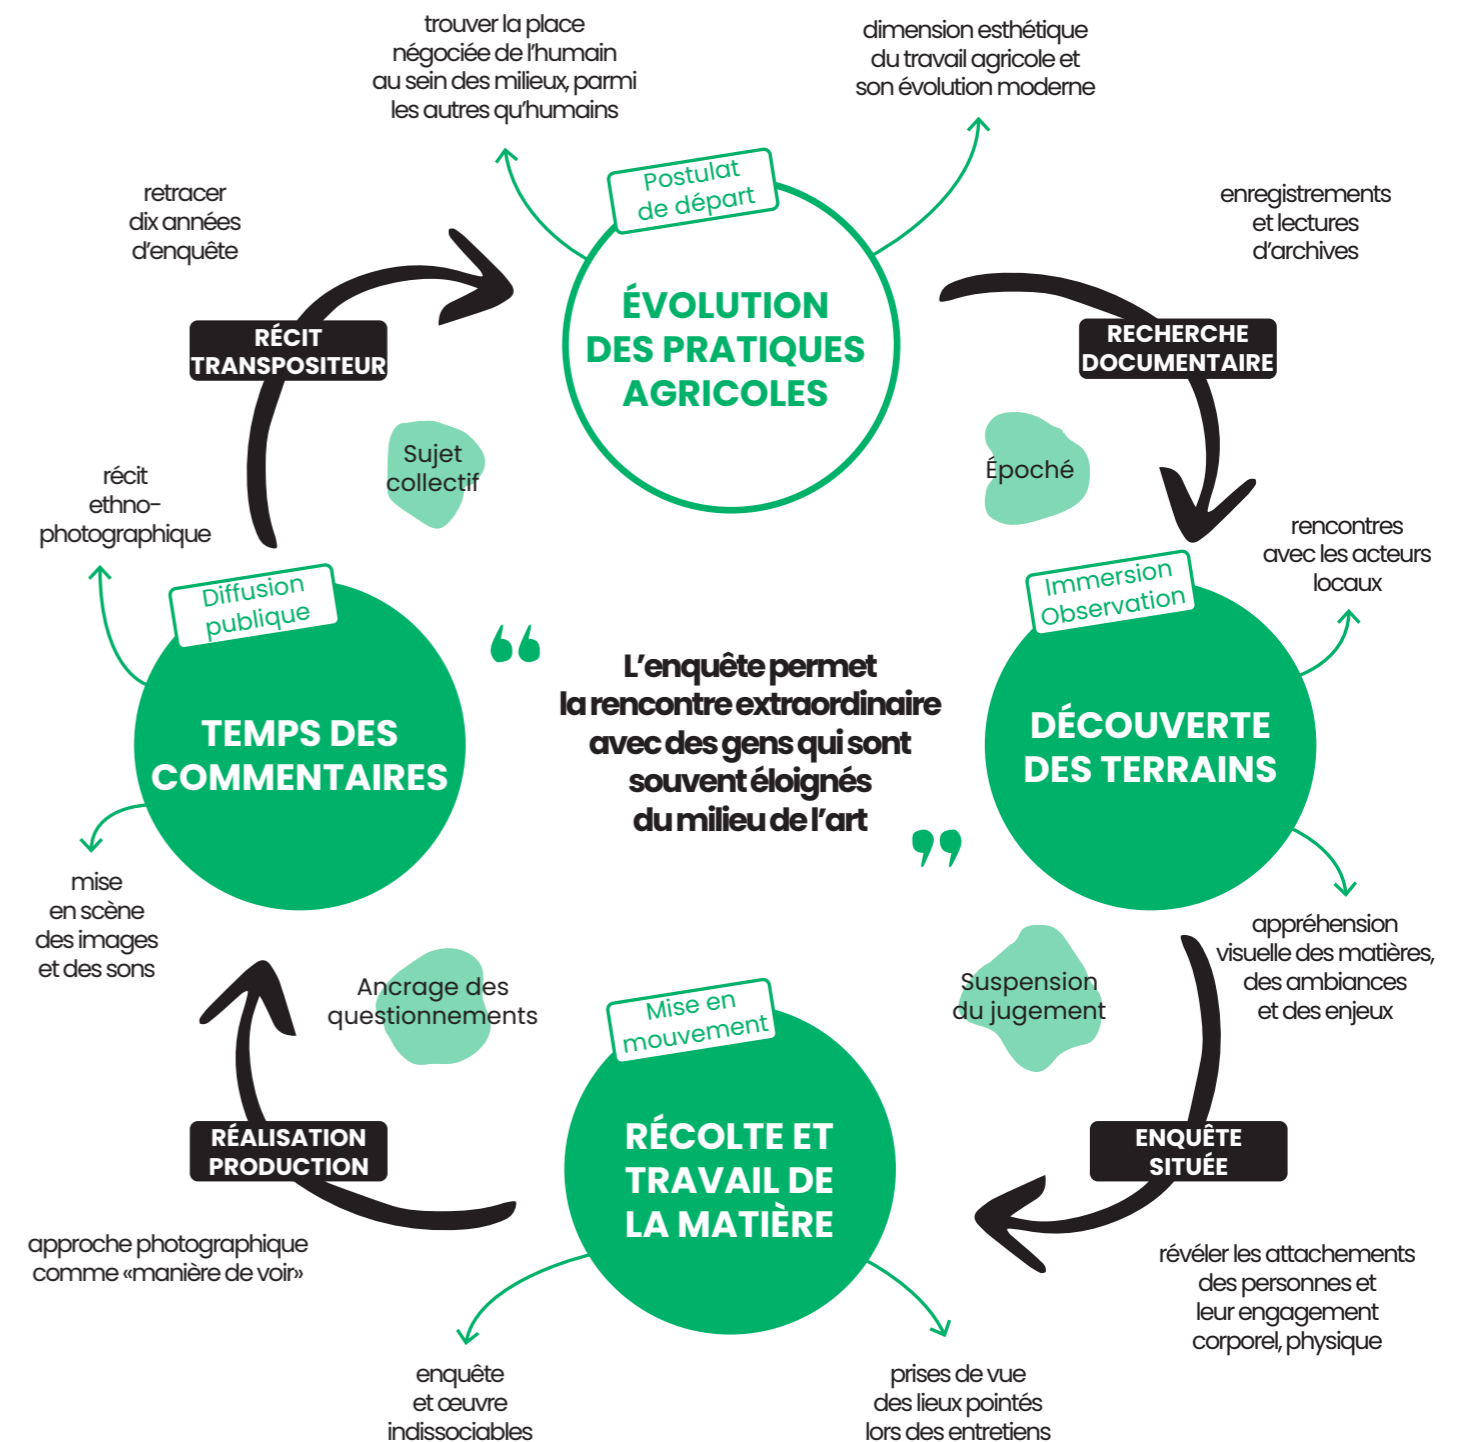 trouver la place
négociée de l'humain
au sein des milieux, parmi
les autres qu'humains
dimension esthétique
du travail agricole et
son évolution moderne
Postulat
de départ
ÉVOLUTION
DES PRATIQUES
AGRICOLES
retracer
dix années
d'enquête
enregistrements
et lectures
d'archives
RÉCIT
TRANSPOSITEUR
RECHERCHE
DOCUMENTAIRE
Sujet
collectif
Époché
récit
ethno-
photographique
rencontres
avec les acteurs
locaux
Diffusion
publique
TEMPS DES
COMMENTAIRES
“
L'enquête permet
la rencontre extraordinaire
avec des gens qui sont
souvent éloignés
du milieu de l'art
”
Immersion
Observation
DÉCOUVERTE
DES TERRAINS
mise
en scène
des images
et des sons
appréhension
visuelle des matières,
des ambiances
et des enjeux
Ancrage des
questionnements
Suspension
du jugement
Mise en
mouvement
RÉCOLTE ET
TRAVAIL DE
LA MATIÈRE
RÉALISATION
PRODUCTION
ENQUÊTE
SITUÉE
approche photographique
comme «manière de voir»
révéler les attachements
des personnes et
leur engagement
corporel, physique
enquête
et œuvre
indissociables
prises de vue
des lieux pointés
lors des entretiens